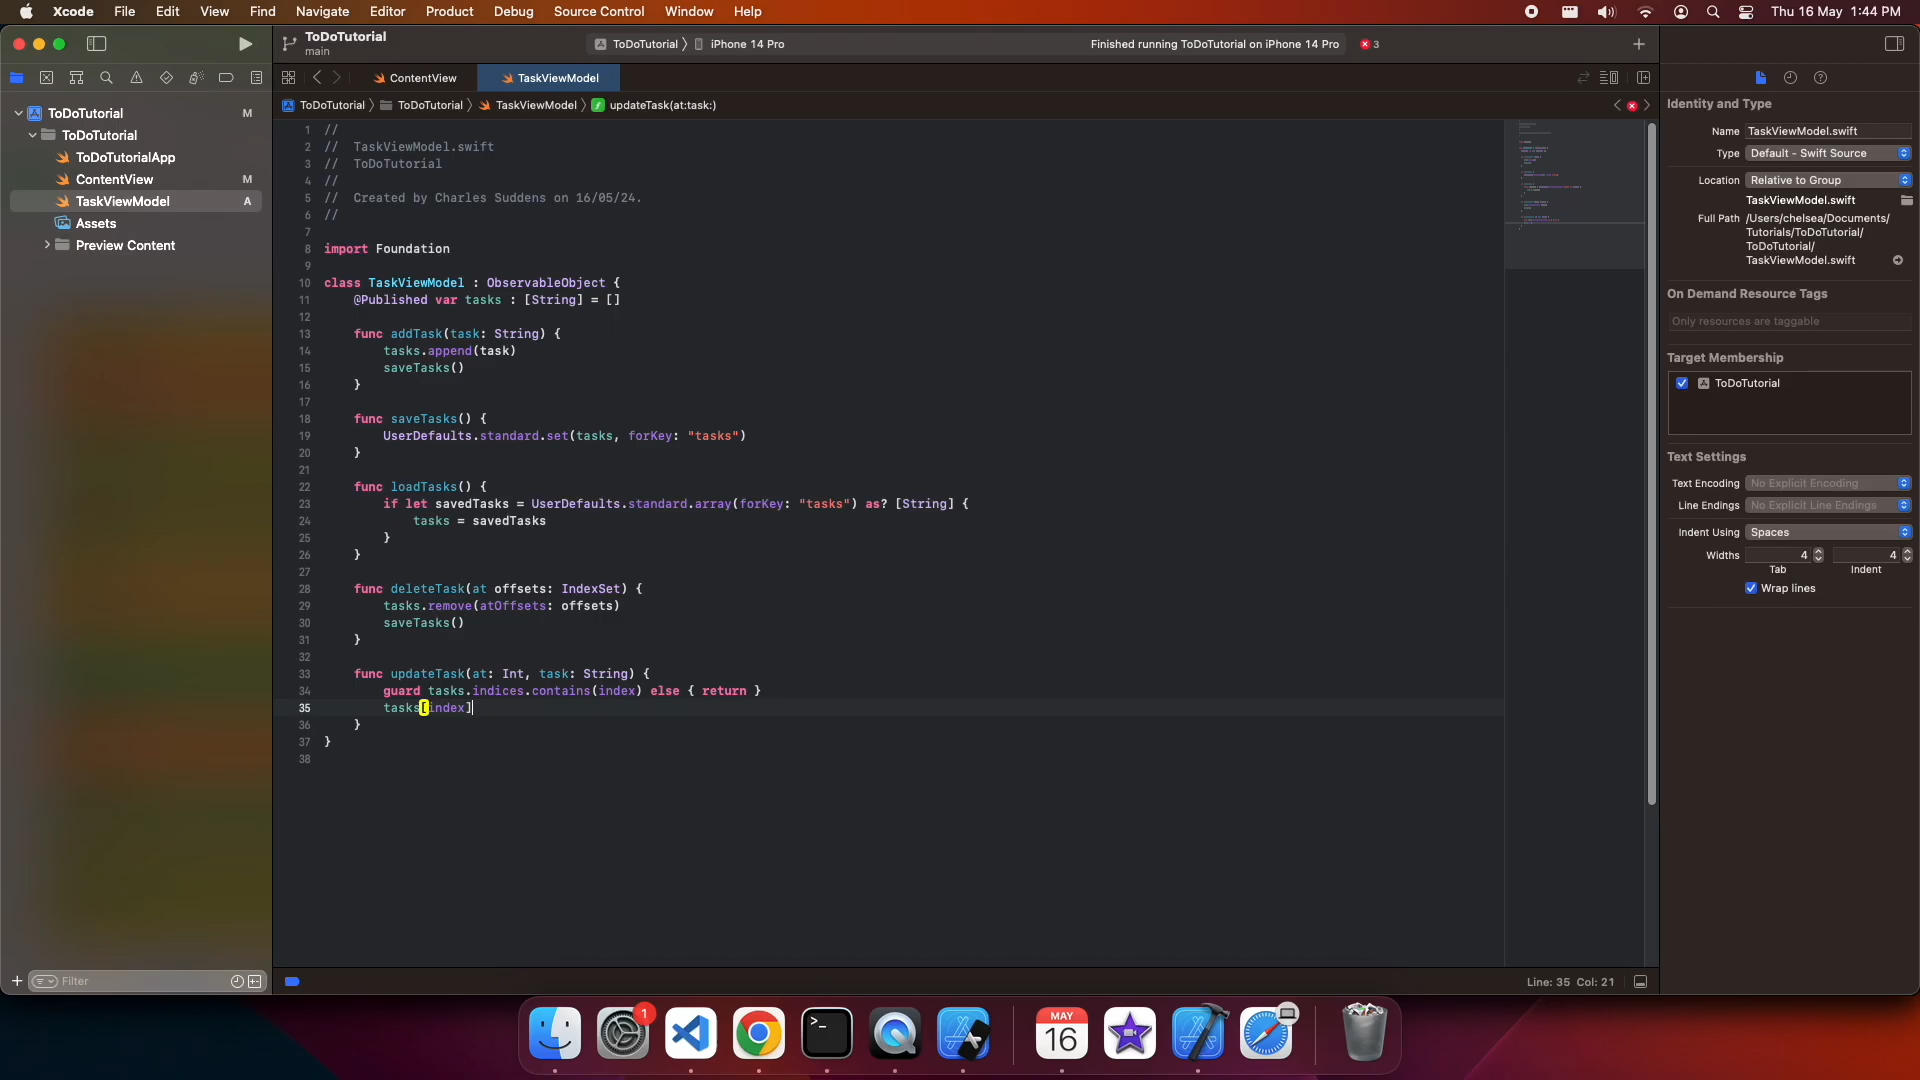 Xcode File Edit View Find Navigate Editor Product Debug Source Control Window Help Thu 16 May 1:44 PM
ToDoTutorial
main
ToDoTutorial iPhone 14 Pro Finished running ToDoTutorial on iPhone 14 Pro 3
ContentView TaskViewModel
ToDoTutorial ToDoTutorial TaskViewModel updateTask(at:task:)
ToDoTutorial M
ToDoTutorial
ToDoTutorialApp
ContentView M
TaskViewModel A
Assets
Preview Content
Filter
1 //
2 // TaskViewModel.swift
3 // ToDoTutorial
4 //
5 // Created by Charles Suddens on 16/05/24.
6 //
7
8 import Foundation
9
10 class TaskViewModel : ObservableObject {
11 @Published var tasks : [String] = []
12
13 func addTask(task: String) {
14 tasks.append(task)
15 saveTasks()
16 }
17
18 func saveTasks() {
19 UserDefaults.standard.set(tasks, forKey: "tasks")
20 }
21
22 func loadTasks() {
23 if let savedTasks = UserDefaults.standard.array(forKey: "tasks") as? [String] {
24 tasks = savedTasks
25 }
26 }
27
28 func deleteTask(at offsets: IndexSet) {
29 tasks.remove(atOffsets: offsets)
30 saveTasks()
31 }
32
33 func updateTask(at: Int, task: String) {
34 guard tasks.indices.contains(index) else { return }
35 tasks[index]
36 }
37 }
38
Line: 35 Col: 21
Identity and Type
Name TaskViewModel.swift
Type Default - Swift Source
Location Relative to Group
TaskViewModel.swift
Full Path /Users/chelsea/Documents/
Tutorials/ToDoTutorial/
ToDoTutorial/
TaskViewModel.swift
On Demand Resource Tags
Only resources are taggable
Target Membership
ToDoTutorial
Text Settings
Text Encoding No Explicit Encoding
Line Endings No Explicit Line Endings
Indent Using Spaces
Widths 4 4
Tab Indent
Wrap lines
1
MAY
16